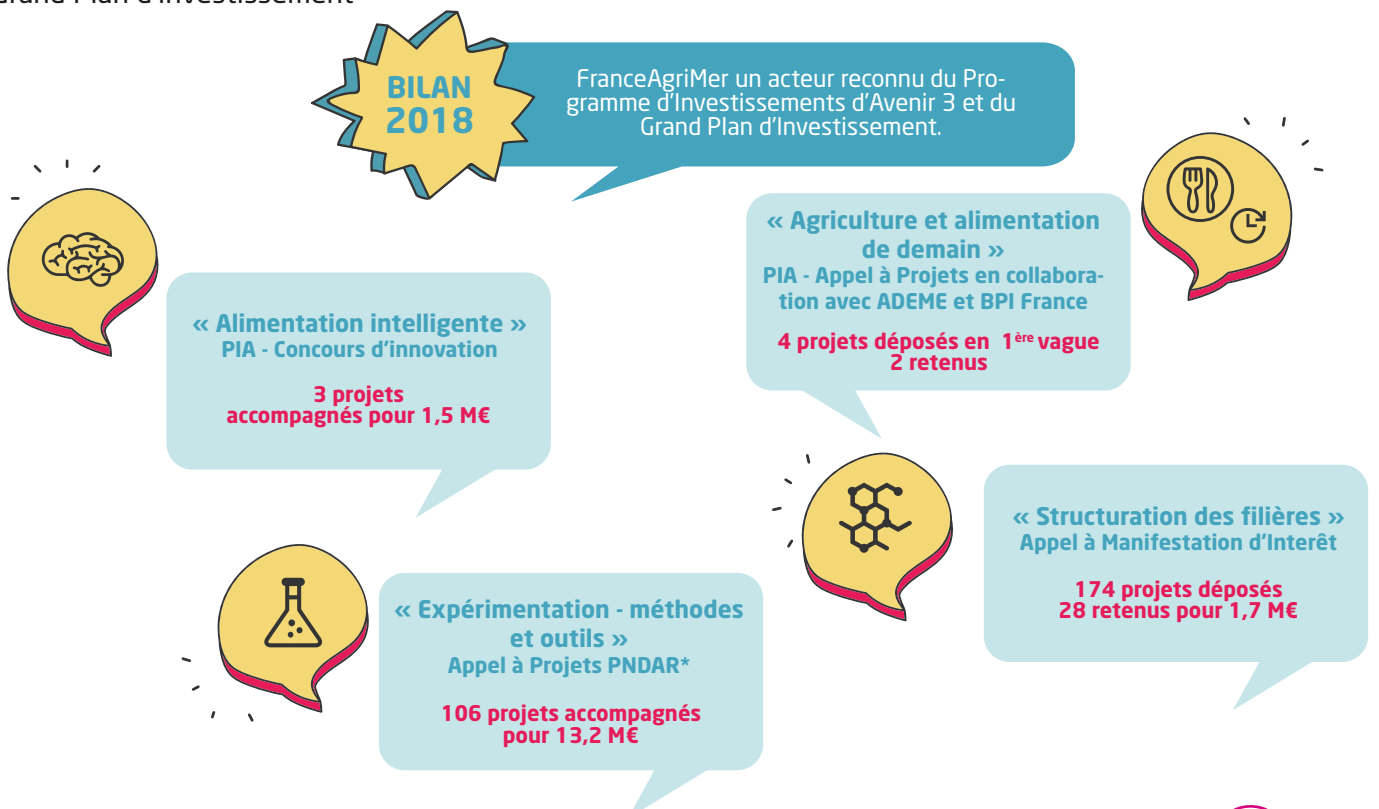 Grand Plan d'Investissement
BILAN
2018
FranceAgriMer un acteur reconnu du Pro-
gramme d'Investissements d'Avenir 3 et du
Grand Plan d'Investissement.
« Agriculture et alimentation
de demain »
PIA - Appel à Projets en collabora-
tion avec ADEME et BPI France
4 projets déposés en 1ère vague
2 retenus
« Alimentation intelligente »
PIA - Concours d'innovation
3 projets
accompagnés pour 1,5 M€
« Structuration des filières »
Appel à Manifestation d'Interêt
174 projets déposés
28 retenus pour 1,7 M€
« Expérimentation - méthodes
et outils »
Appel à Projets PNDAR*
106 projets accompagnés
pour 13,2 M€